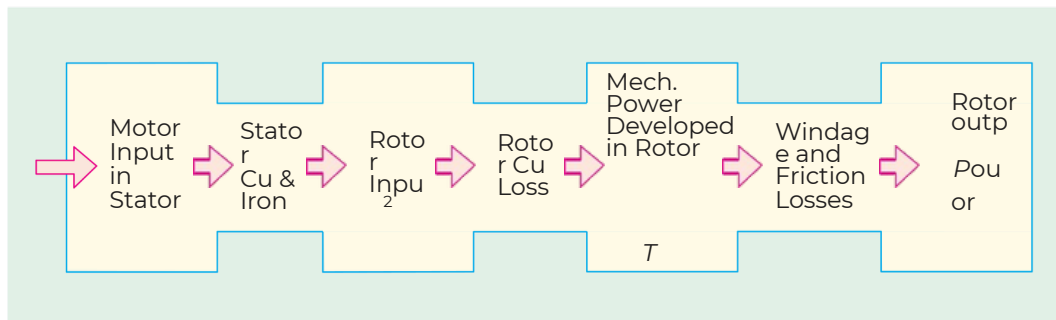 Motor
Input
in
Stator
Stato
r
Cu &
Iron
Roto
r
Inpu
2
Roto
r Cu
Loss
Mech.
Power
Developed
in Rotor
T
Windag
e and
Friction
Losses
Rotor
outp
Pou
or